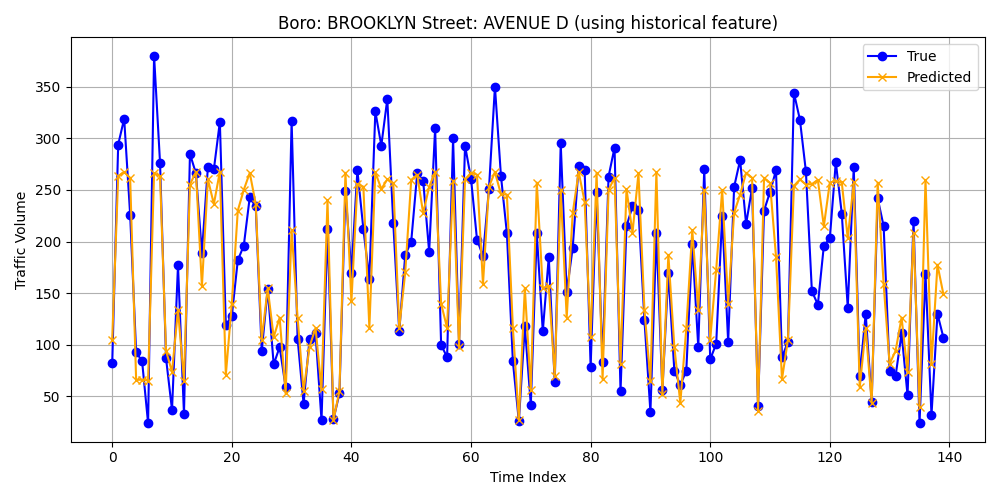 Boro: BROOKLYN Street: AVENUE D (using historical feature)
True
Predicted
Traffic Volume
350
300
250
200
150
100
50
0 20 40 60 80 100 120 140
Time Index